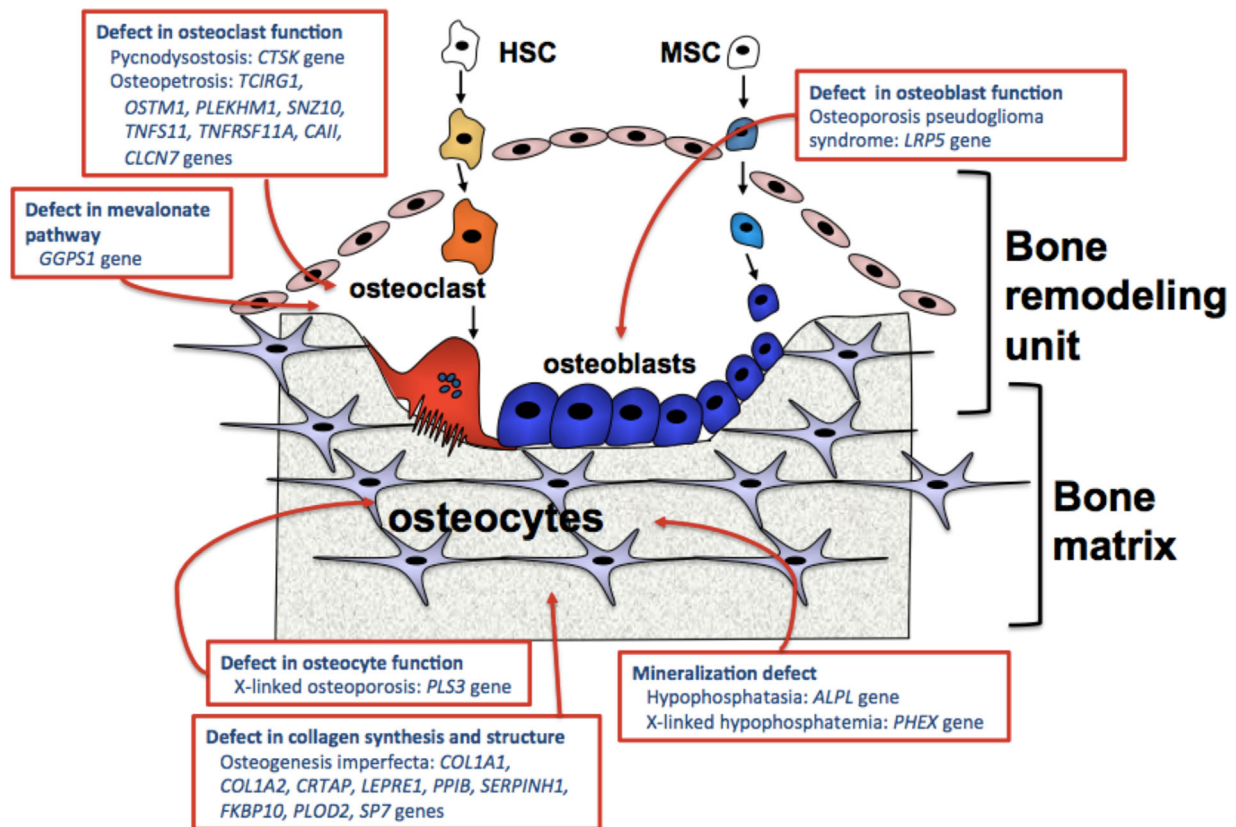 Defect in osteoclast function
Pycnodysostosis: CTSK gene
Osteopetrosis: TCIRG1,
OSTM1, PLEKHM1, SNZ10,
TNFS11, TNFRSF11A, CAII,
CLCN7 genes
HSC
MSC
Defect in osteoblast function
Osteoporosis pseudoglioma
syndrome: LRP5 gene
Defect in mevalonate
pathway
GGPS1 gene
osteoclast
osteoblasts
Bone
remodeling
unit
osteocytes
Bone
matrix
Defect in osteocyte function
X-linked osteoporosis: PLS3 gene
Mineralization defect
Hypophosphatasia: ALPL gene
X-linked hypophosphatemia: PHEX gene
Defect in collagen synthesis and structure
Osteogenesis imperfecta: COL1A1,
COL1A2, CRTAP, LEPRE1, PPIB, SERPINH1,
FKBP10, PLOD2, SP7 genes